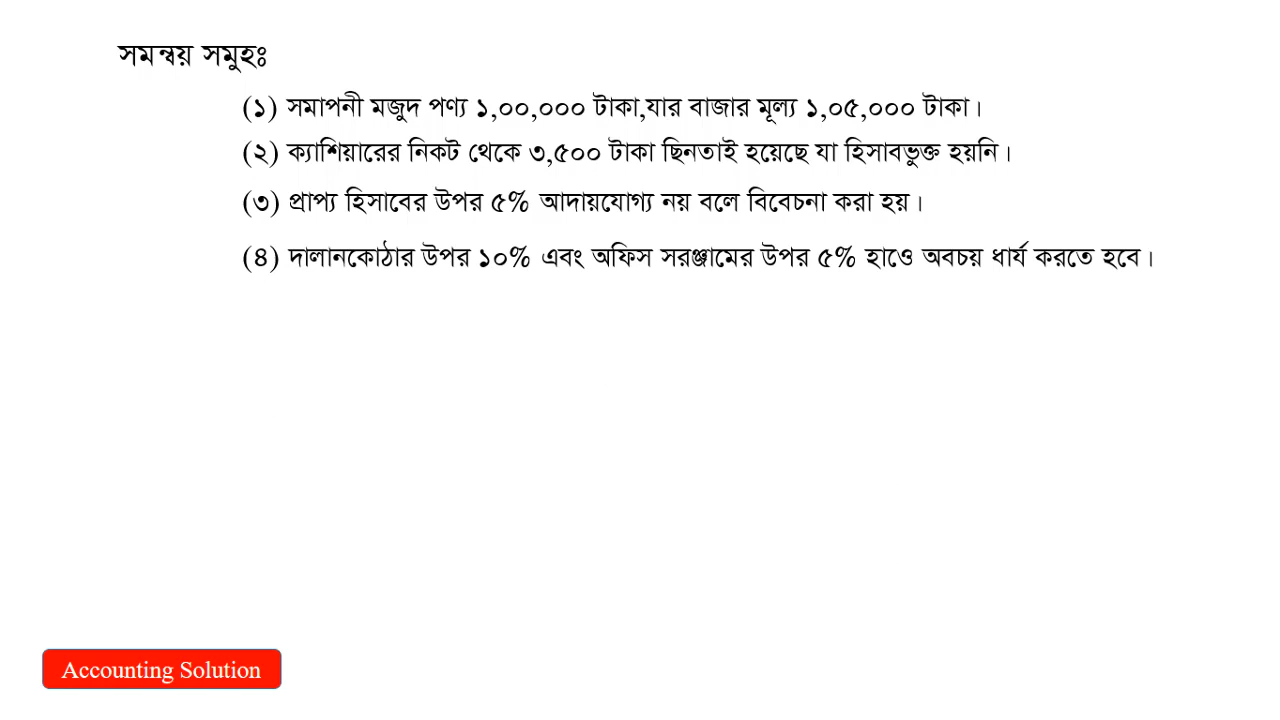 সমন্বয় সমুহঃ
(১) সমাপনী মজুদ পণ্য ১,০০,০০০ টাকা,যার বাজার মূল্য ১,০৫,০০০ টাকা।
(২) ক্যাশিয়ারের নিকট থেকে ৩,৫০০ টাকা ছিনতাই হয়েছে যা হিসাবভুক্ত হয়নি।
(৩) প্রাপ্য হিসাবের উপর ৫% আদায়যোগ্য নয় বলে বিবেচনা করা হয়।
(৪) দালানকোঠার উপর ১০% এবং অফিস সরঞ্জামের উপর ৫% হাওে অবচয় ধার্য করতে হবে।
Accounting Solution